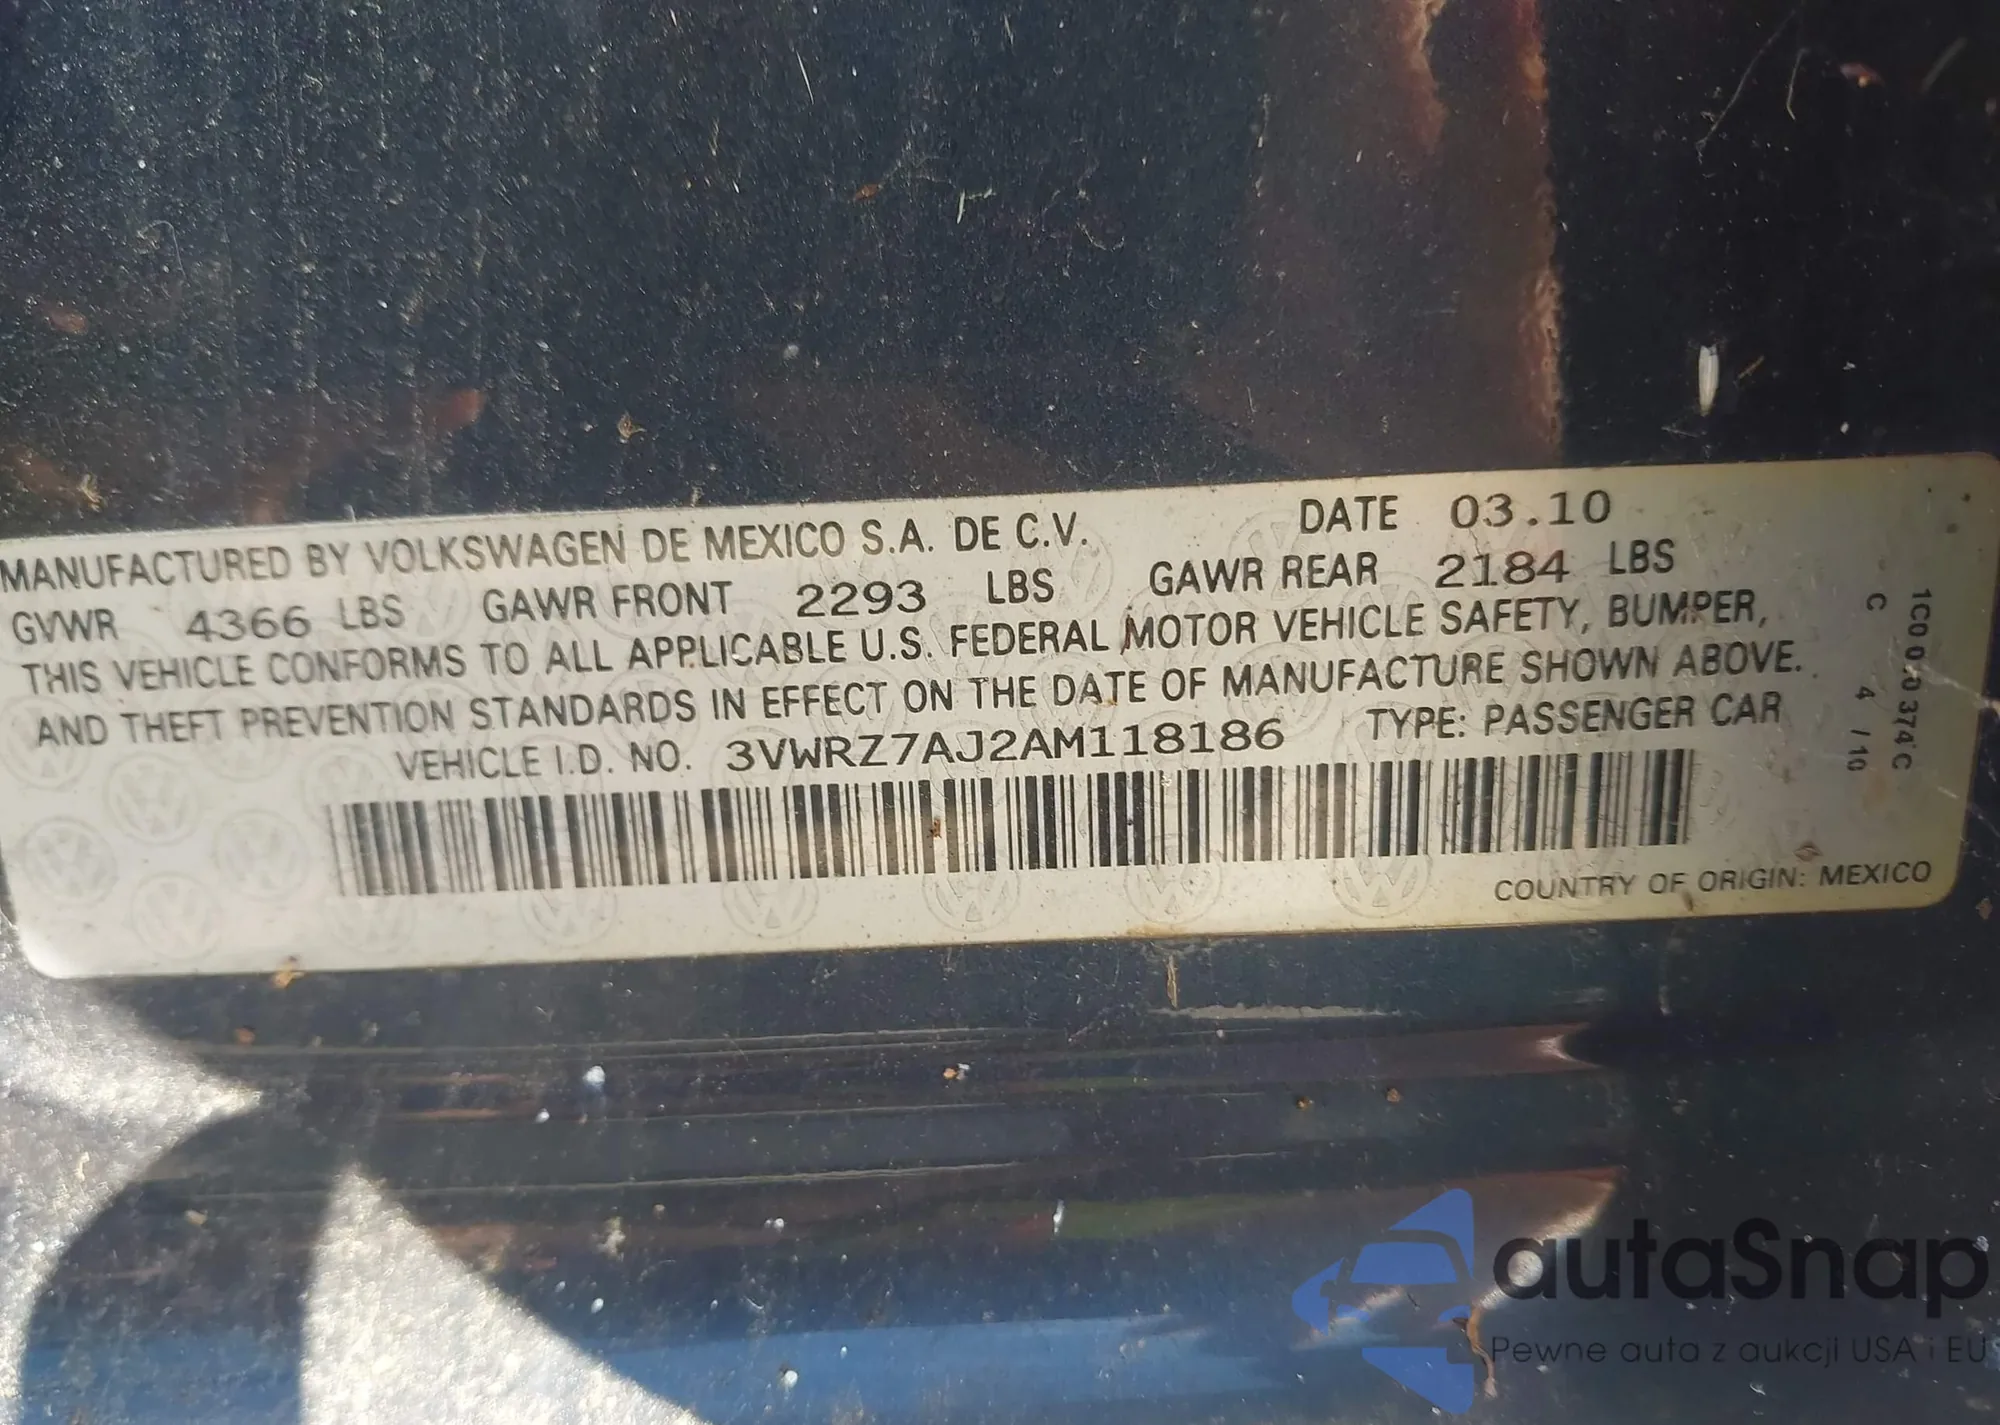 MANUFACTURED BY VOLKSWAGEN DE MEXICO S.A. DE C.V. DATE 03.10
GVWR 4366 LBS GAWR FRONT 2293 LBS GAWR REAR 2184 LBS
THIS VEHICLE CONFORMS TO ALL APPLICABLE U.S. FEDERAL MOTOR VEHICLE SAFETY, BUMPER,
AND THEFT PREVENTION STANDARDS IN EFFECT ON THE DATE OF MANUFACTURE SHOWN ABOVE.
VEHICLE I.D. NO. 3VWRZ7AJ2AM118186 TYPE: PASSENGER CAR
COUNTRY OF ORIGIN: MEXICO
C 4 / 10
autaSnap
Pewne auta z aukcji USA i EU